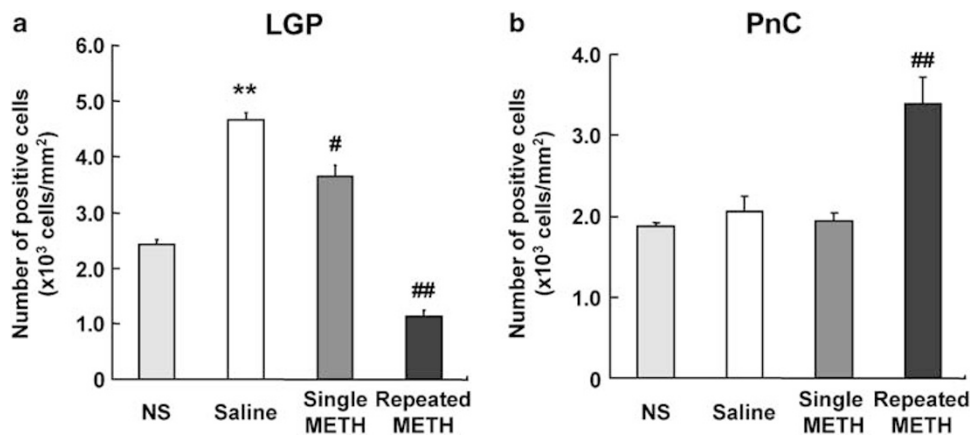 a
LGP
Number of positive cells
(x10³ cells/mm²)
6.0
5.0
4.0
3.0
2.0
1.0
0
**
#
##
NS
Saline
Single
METH
Repeated
METH
b
PnC
Number of positive cells
(x10³ cells/mm²)
4.0
3.0
2.0
1.0
0
##
NS
Saline
Single
METH
Repeated
METH